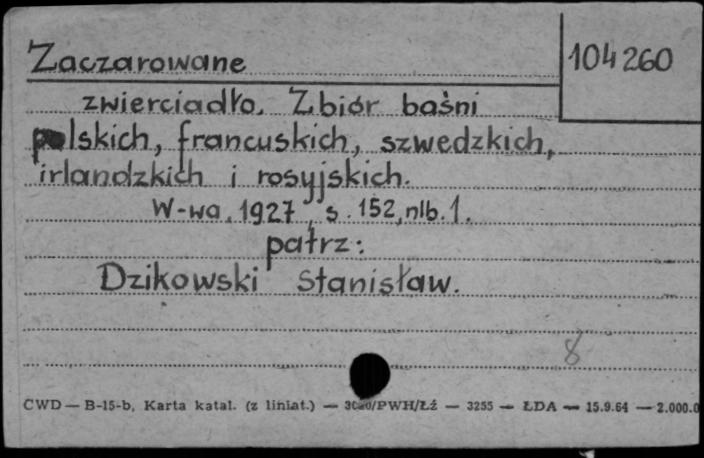 Zaczarowane 104260
zwierciadło. Zbiór baśni
polskich, francuskich, szwedzkich,
irlandzkich i rosyjskich.
W-wa. 1927, s. 152, nlb. 1.
patrz:
Dzikowski Stanisław.
8
CWD — B-15-b, Karta katal. (z liniat.) — /PWH/Łź — 3255 — ŁDA — 15.9.64 — 2.000.0